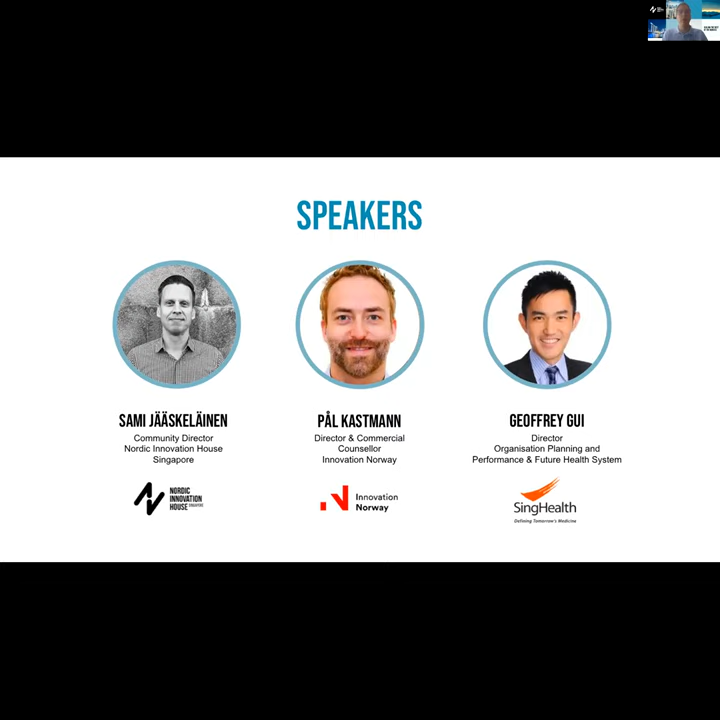 SPEAKERS
SAMI JÄÄSKELÄINEN
Community Director
Nordic Innovation House
Singapore
NORDIC
INNOVATION
HOUSE SINGAPORE
PÅL KASTMANN
Director & Commercial
Counsellor
Innovation Norway
Innovation
Norway
GEOFFREY GUI
Director
Organisation Planning and
Performance & Future Health System
SingHealth
Defining Tomorrow's Medicine